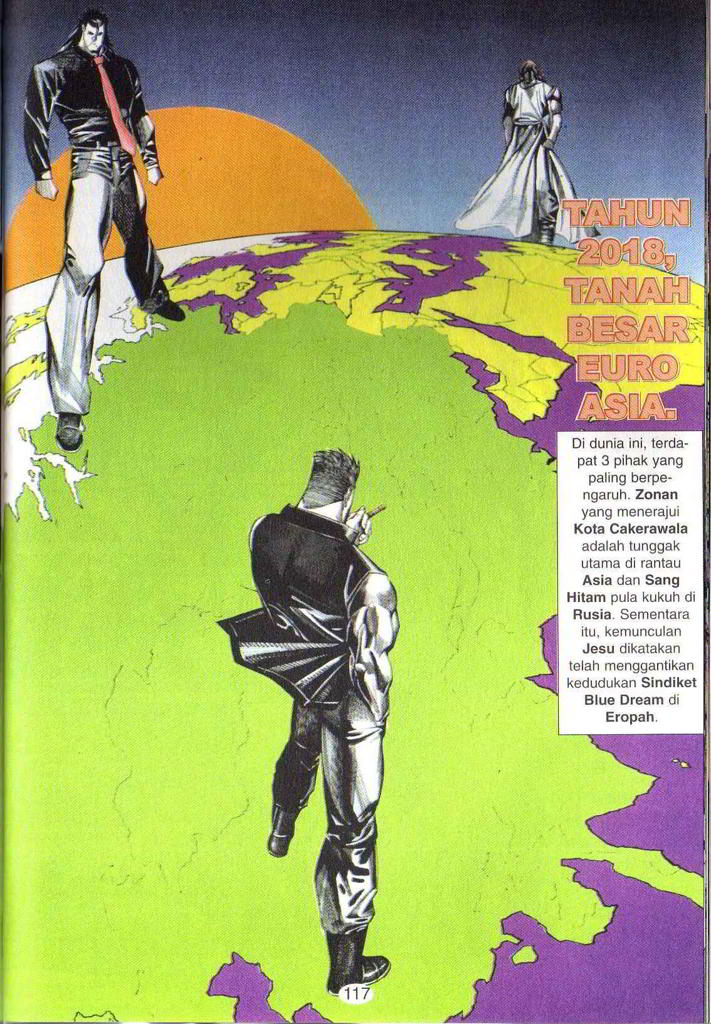 TAHUN
2018,
TANAH
BESAR
EURO
ASIA.
Di dunia ini, terda-
pat 3 pihak yang
paling berpe-
ngaruh. Zonan
yang menerajui
Kota Cakerawala
adalah tunggak
utama di rantau
Asia dan Sang
Hitam pula kukuh di
Rusia. Sementara
itu, kemunculan
Jesu dikatakan
telah menggantikan
kedudukan Sindiket
Blue Dream di
Eropah.
117